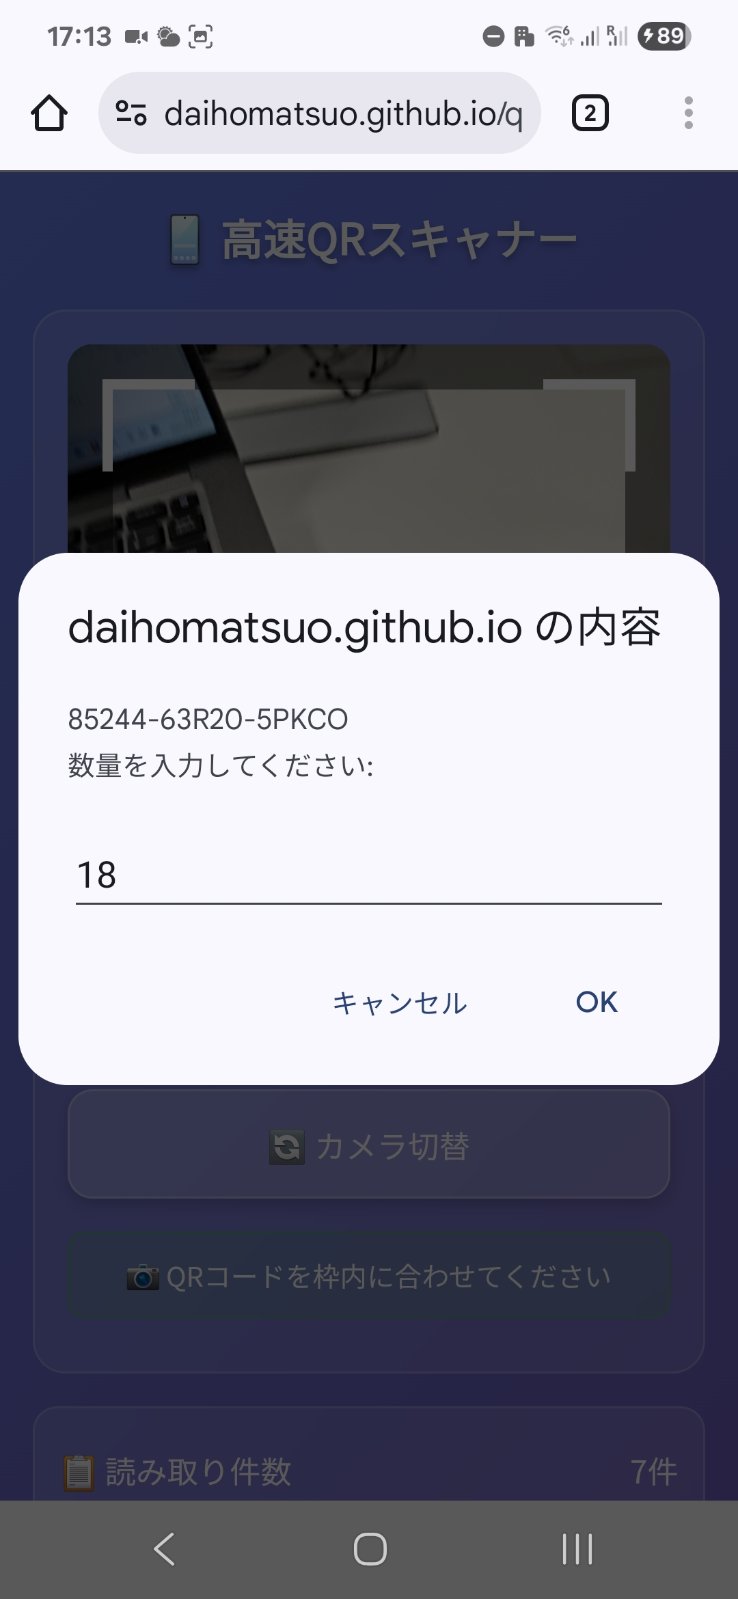 17:13
89
daihomatsuo.github.io/q
2
高速QRスキャナー
daihomatsuo.github.io の内容
85244-63R20-5PKCO
数量を入力してください:
18
キャンセル
OK
カメラ切替
QRコードを枠内に合わせてください
読み取り件数
7件